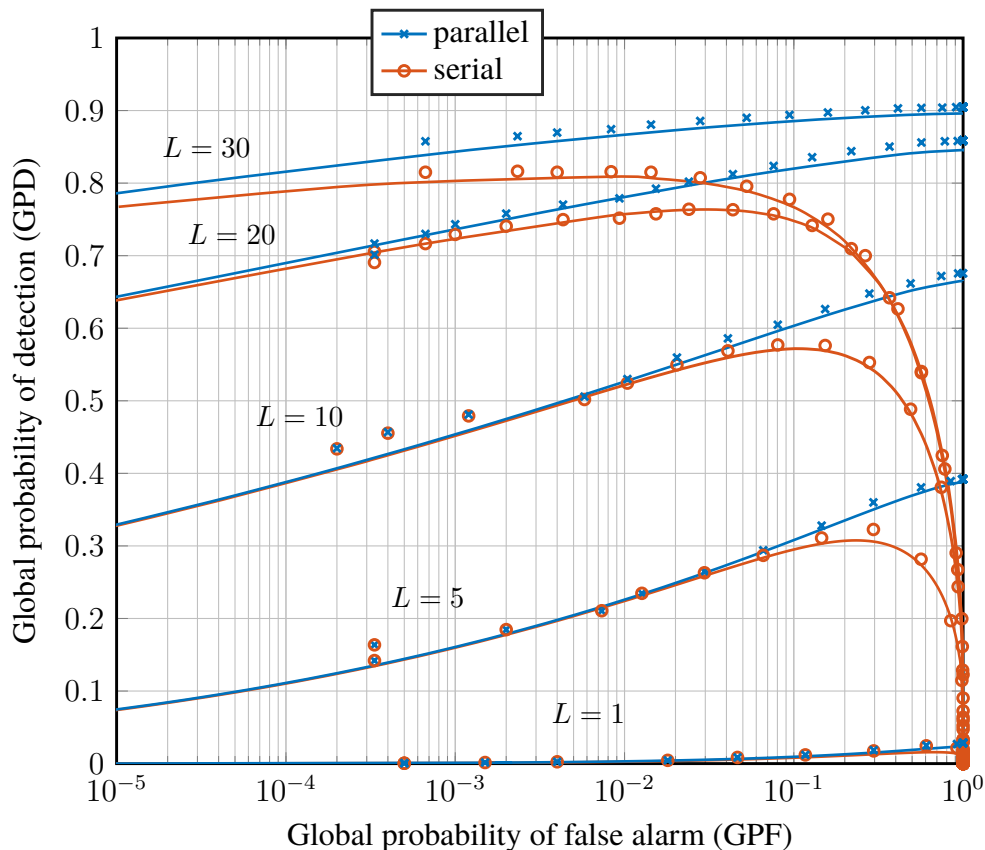 parallel
serial
1
0.9
0.8
0.7
0.6
0.5
0.4
0.3
0.2
0.1
0
Global probability of detection (GPD)
L = 30
L = 20
L = 10
L = 5
L = 1
10⁻⁵ 10⁻⁴ 10⁻³ 10⁻² 10⁻¹ 10⁰
Global probability of false alarm (GPF)